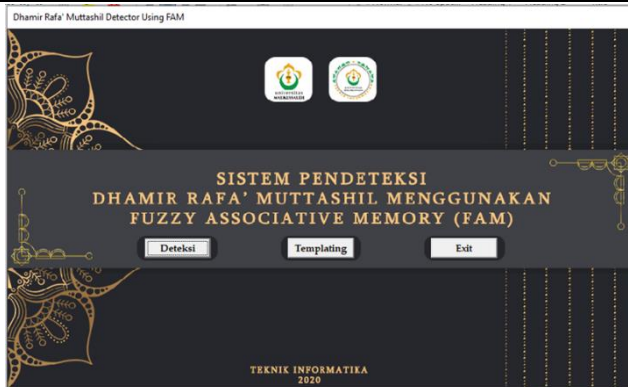 Dhamir Rafa' Muttashil Detector Using FAM
SISTEM PENDETEKSI
DHAMIR RAFA' MUTTASHIL MENGGUNAKAN
FUZZY ASSOCIATIVE MEMORY (FAM)
Deteksi Templating Exit
TEKNIK INFORMATIKA
2020